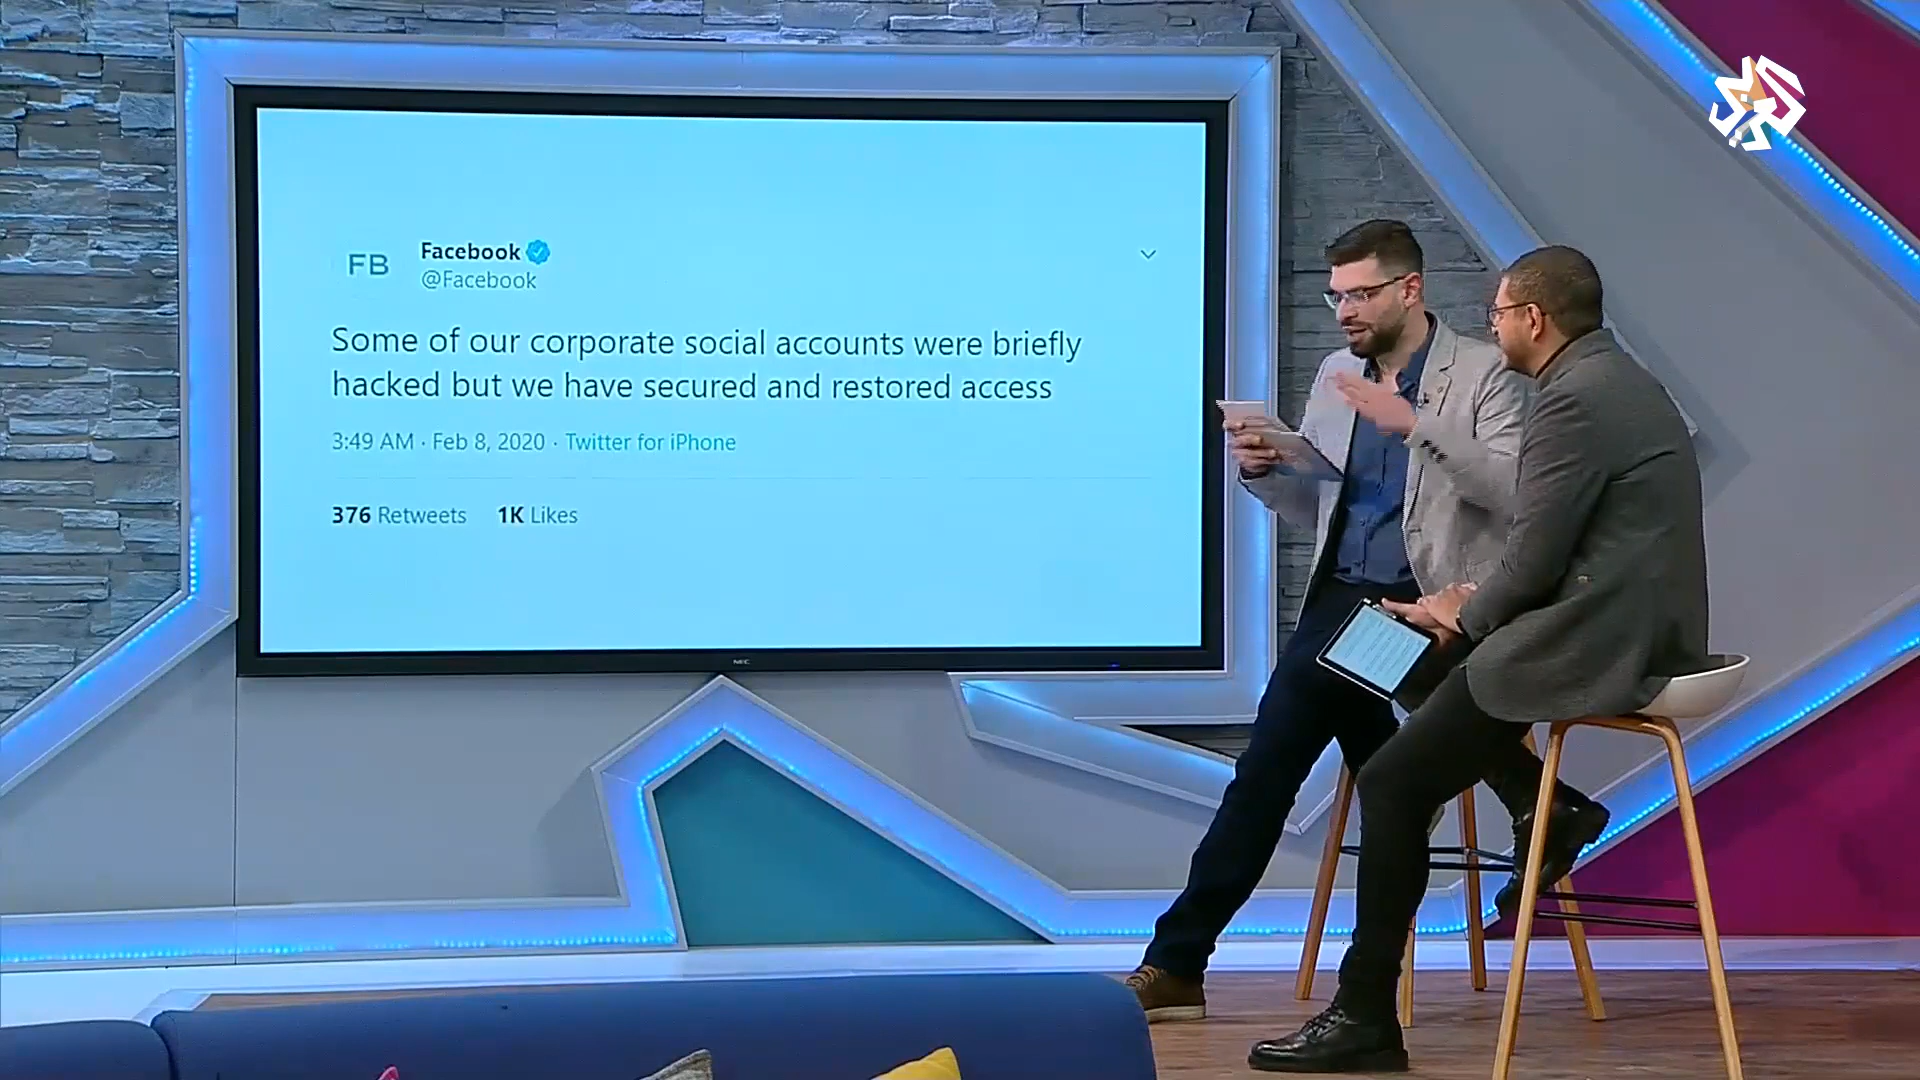 Facebook
@Facebook
FB
Some of our corporate social accounts were briefly
hacked but we have secured and restored access
3:49 AM · Feb 8, 2020 · Twitter for iPhone
376 Retweets 1K Likes
NEC